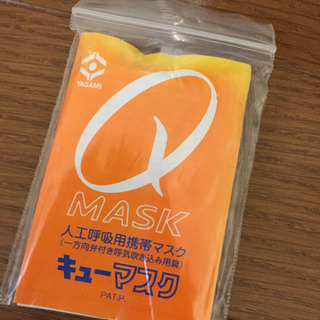 YAGAMI
Q
MASK
人工呼吸用携帯マスク
(一方向弁付き呼気吹き込み用具)
キューマスク
PAT.P.